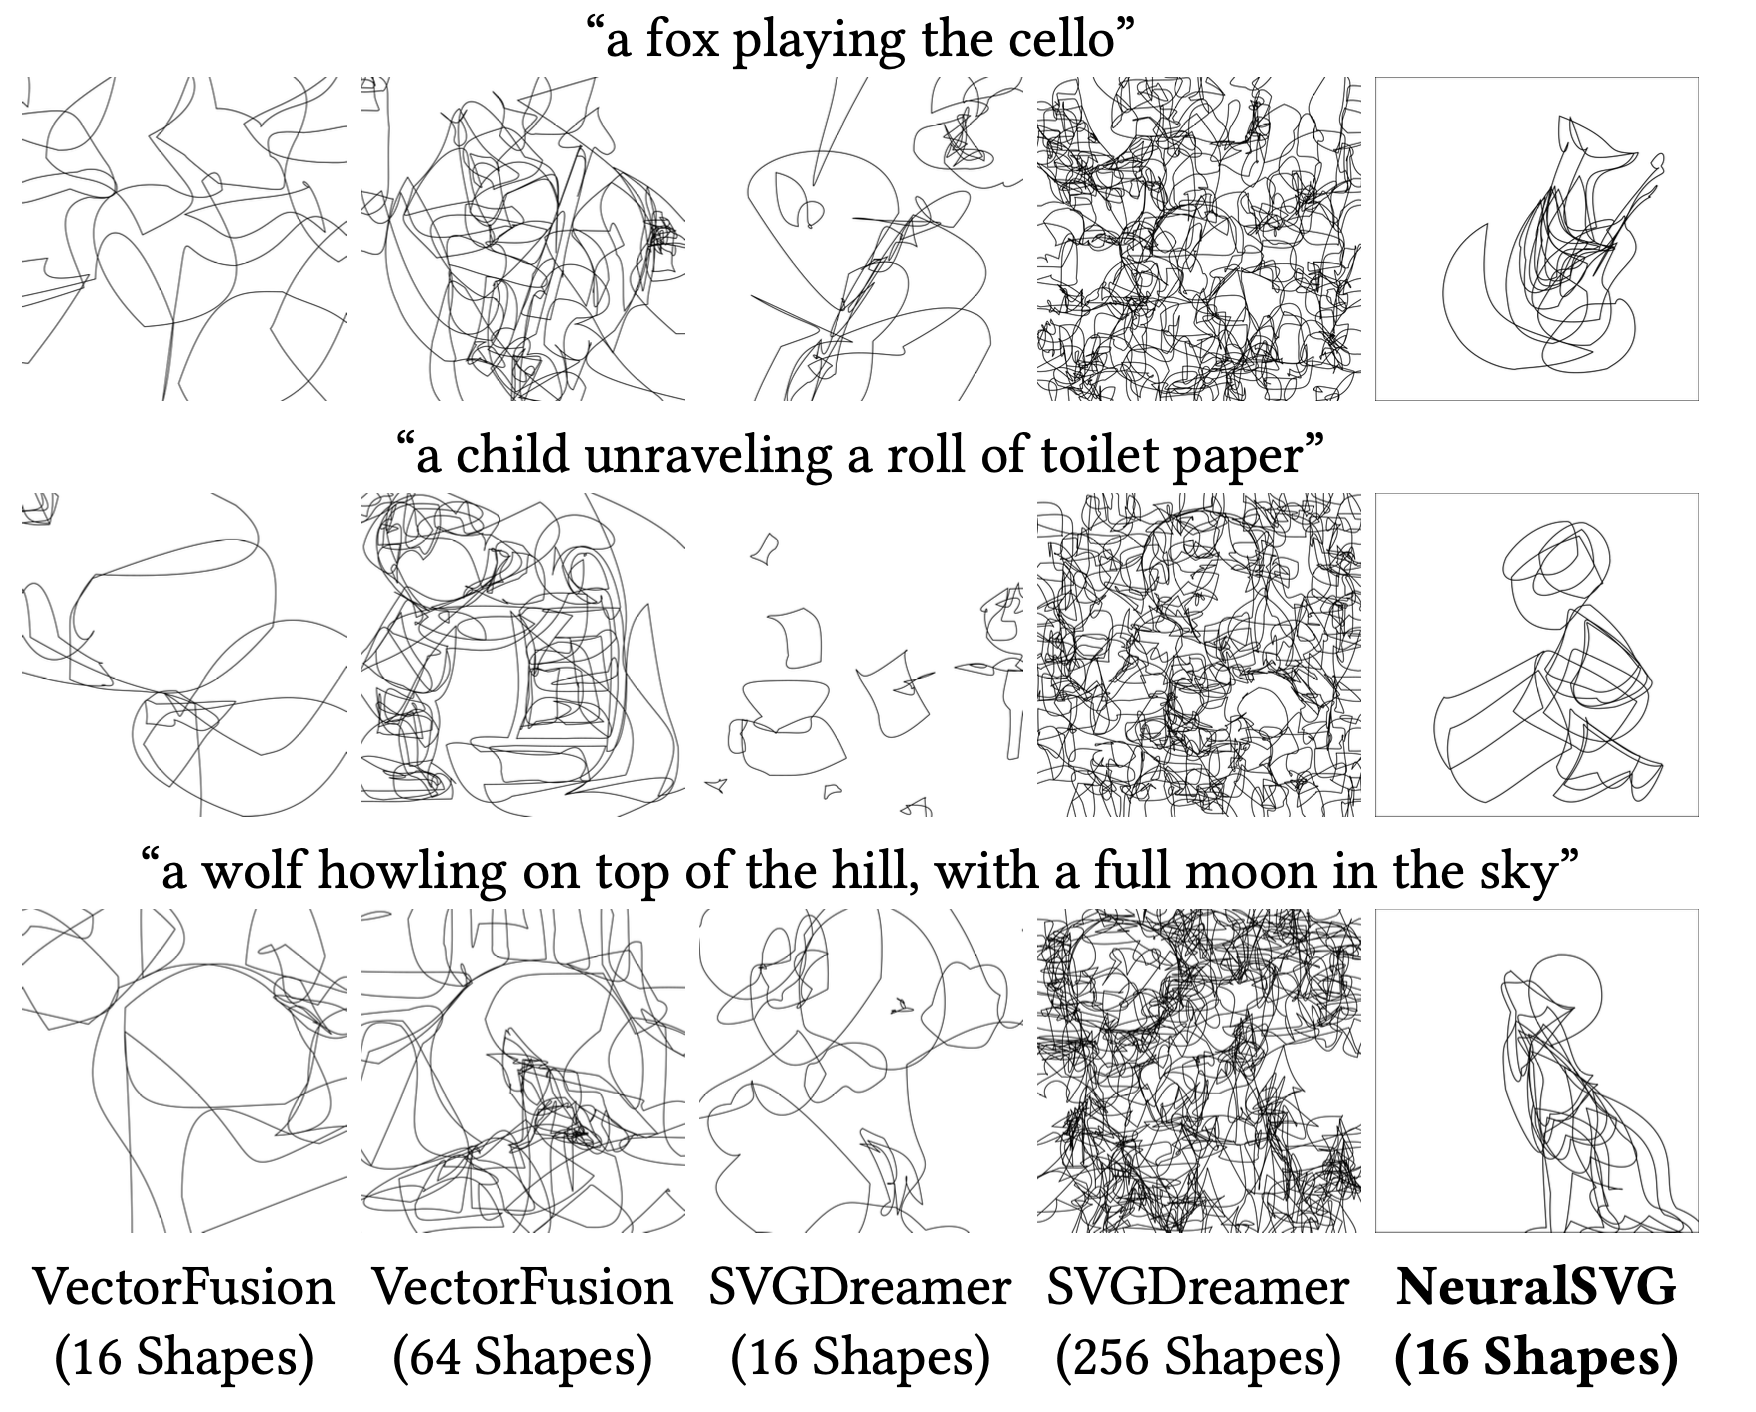 “a fox playing the cello”
“a child unraveling a roll of toilet paper”
“a wolf howling on top of the hill, with a full moon in the sky”
VectorFusion VectorFusion SVGDreamer SVGDreamer NeuralSVG
(16 Shapes) (64 Shapes) (16 Shapes) (256 Shapes) (16 Shapes)